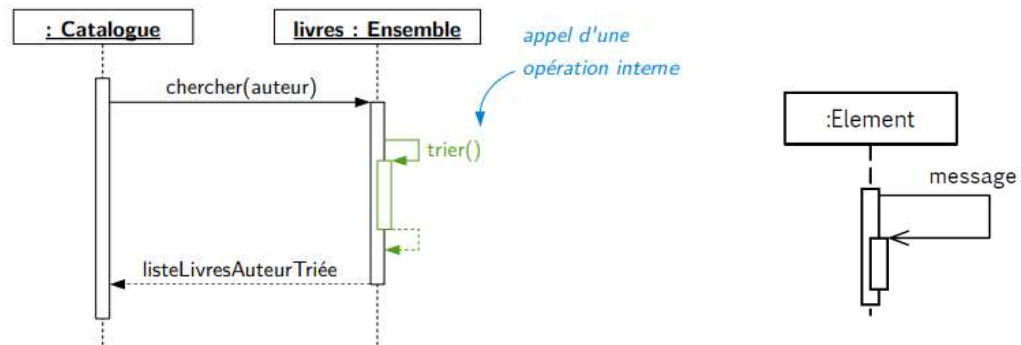 : Catalogue
livres : Ensemble
appel d'une
opération interne
chercher(auteur)
trier()
listeLivresAuteurTriée
:Element
message